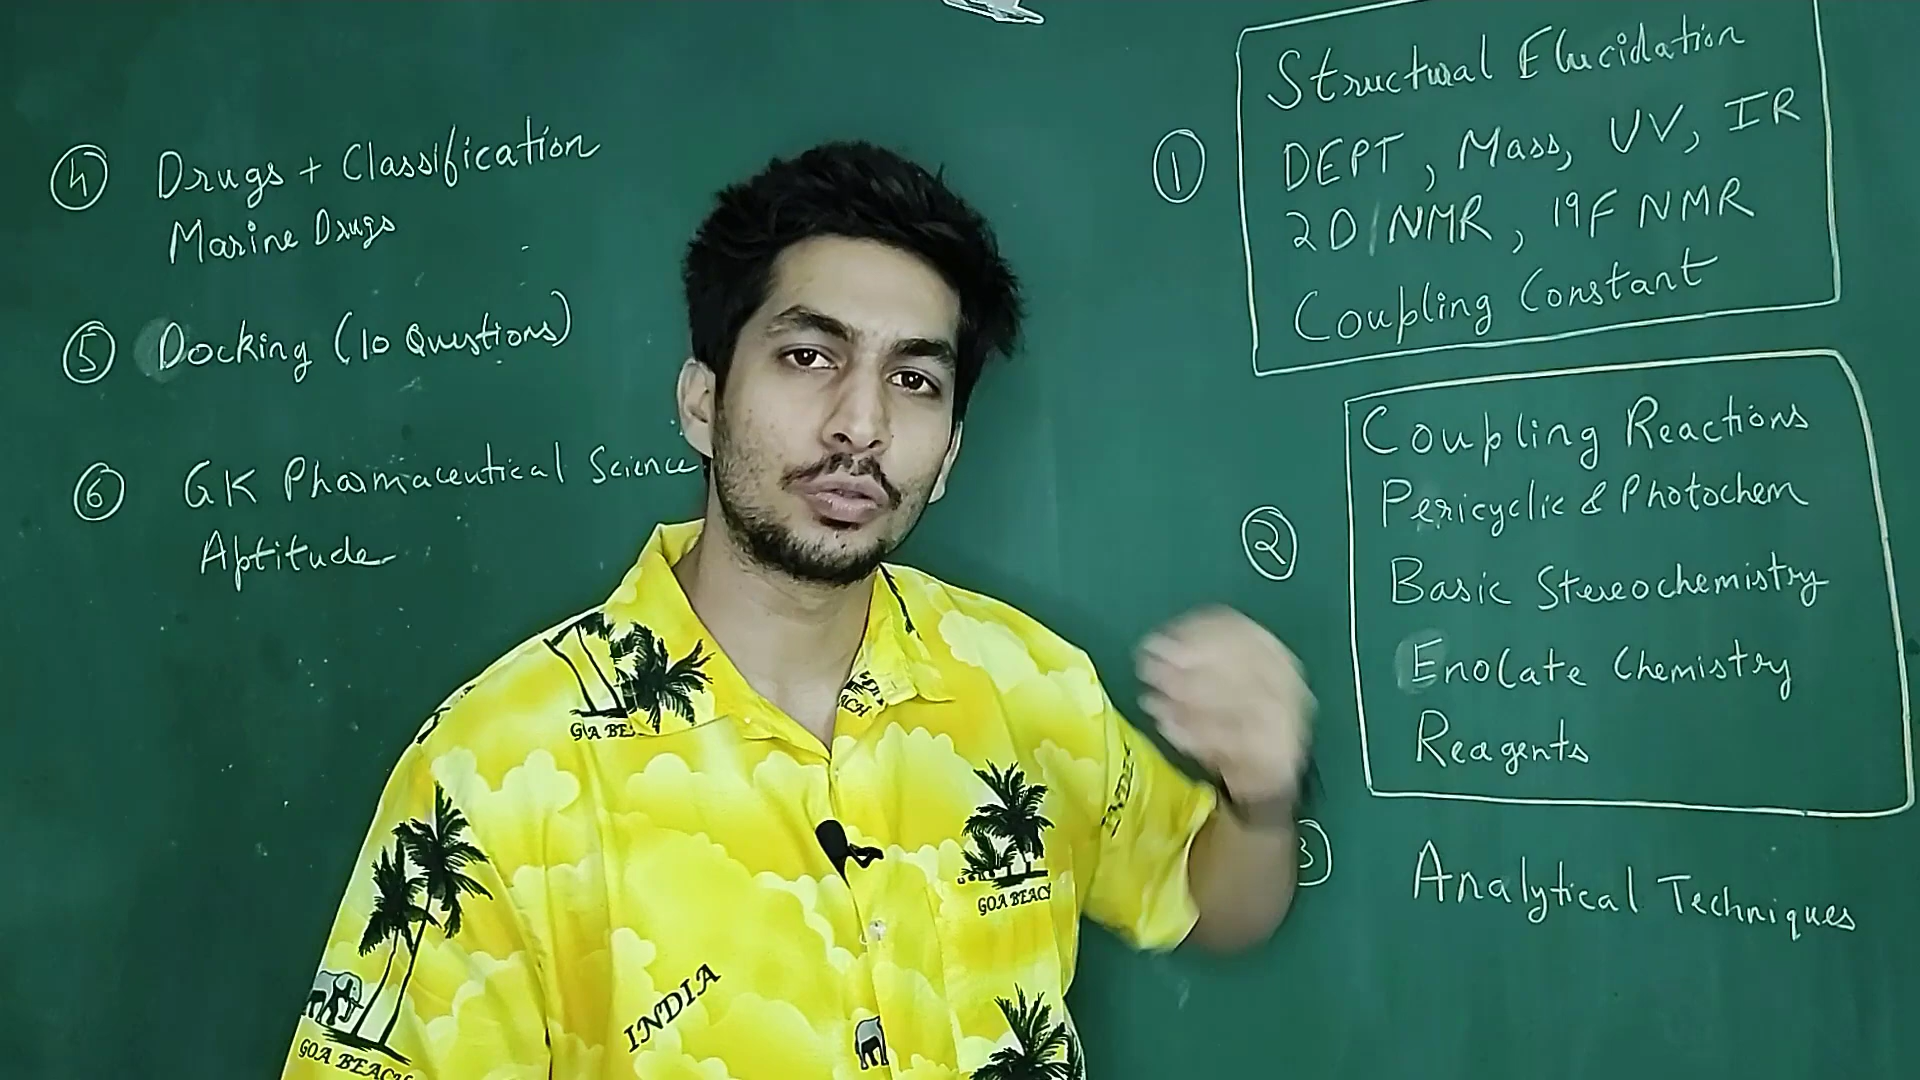 ① Structural Elucidation
DEPT, Mass, UV, IR
2D NMR, 19F NMR
Coupling Constant
② Coupling Reactions
Pericyclic & Photochem
Basic Stereochemistry
Enolate Chemistry
Reagents
3) Analytical Techniques
④ Drugs + Classification
Marine Drugs
⑤ Docking (10 Questions)
⑥ GK Pharmaceutical Science
Aptitude
GOA BE
ACH
INDIA
GOA BEACH
INDIA
GOA BEACH